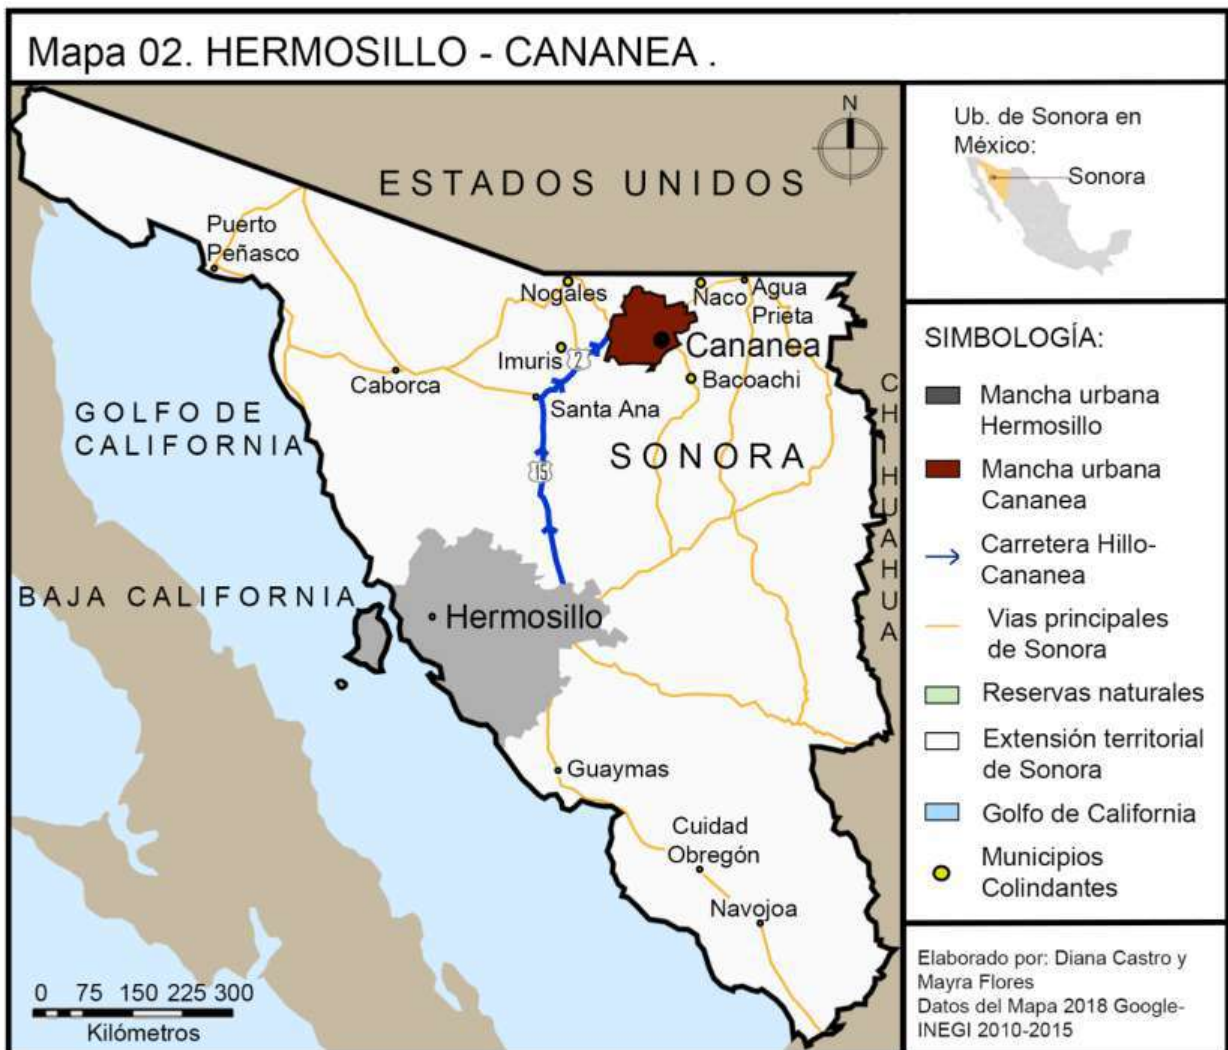 Mapa 02. HERMOSILLO - CANANEA .
N
ESTADOS UNIDOS
Puerto
Peñasco
Nogales
Naco
Agua
Prieta
Cananea
Imuris
2
Bacoachi
Caborca
Santa Ana
GOLFO DE
CALIFORNIA
SONORA
15
CHIHUAHUA
BAJA CALIFORNIA
Hermosillo
Guaymas
Cuidad
Obregón
Navojoa
0 75 150 225 300
Kilómetros
Ub. de Sonora en
México:
Sonora
SIMBOLOGÍA:
Mancha urbana
Hermosillo
Mancha urbana
Cananea
Carretera Hillo-
Cananea
Vias principales
de Sonora
Reservas naturales
Extensión territorial
de Sonora
Golfo de California
Municipios
Colindantes
Elaborado por: Diana Castro y
Mayra Flores
Datos del Mapa 2018 Google-
INEGI 2010-2015